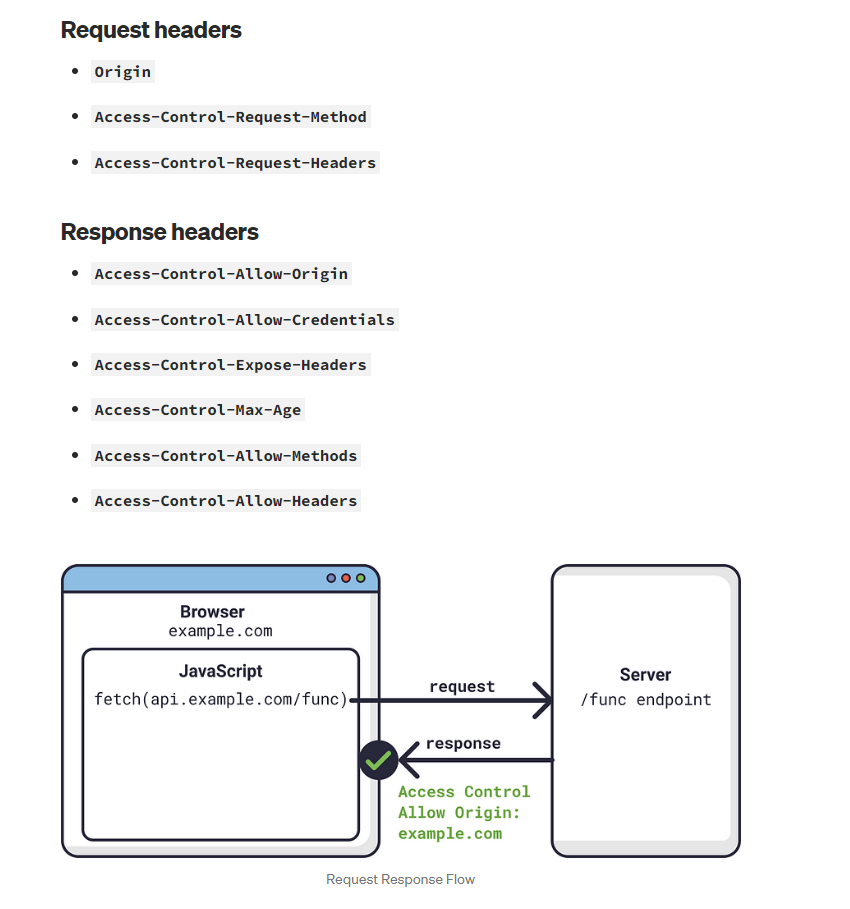 Request headers
Origin
Access-Control-Request-Method
Access-Control-Request-Headers
Response headers
Access-Control-Allow-Origin
Access-Control-Allow-Credentials
Access-Control-Expose-Headers
Access-Control-Max-Age
Access-Control-Allow-Methods
Access-Control-Allow-Headers
Browser
example.com
JavaScript
fetch(api.example.com/func)
request
response
Access Control
Allow Origin:
example.com
Server
/func endpoint
Request Response Flow